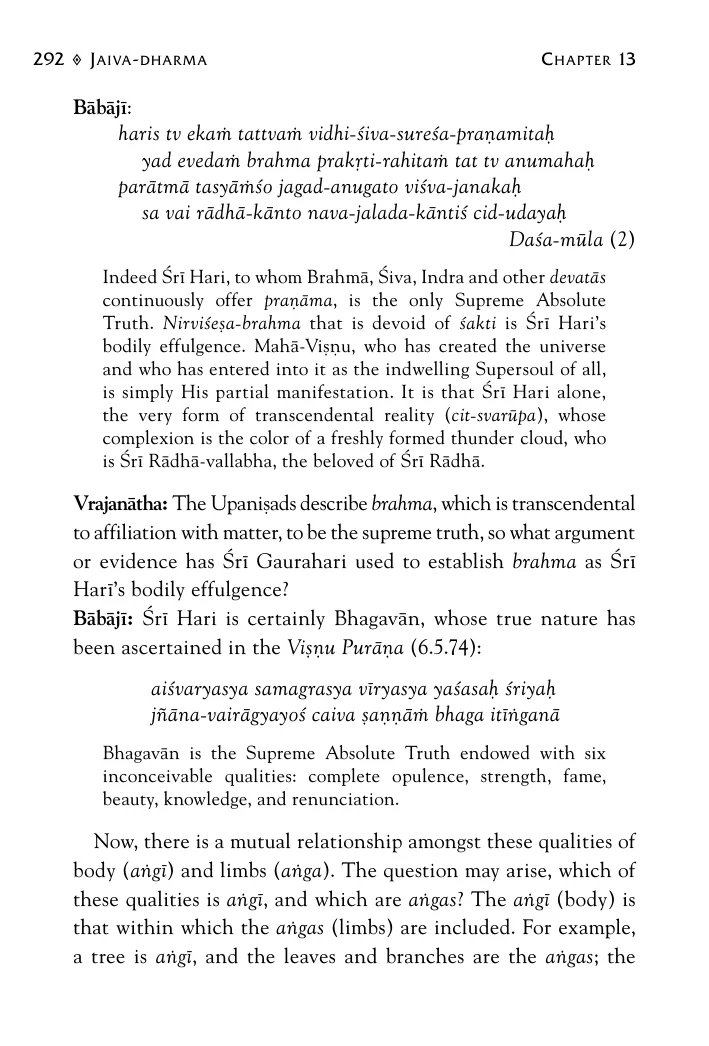 292 ⟡ Jaiva-dharma Chapter 13
Bābājī:
haris tv ekaṁ tattvaṁ vidhi-śiva-sureśa-praṇamitaḥ
yad evedaṁ brahma prakṛti-rahitaṁ tat tv anumahaḥ
parātmā tasyāṁśo jagad-anugato viśva-janakaḥ
sa vai rādhā-kānto nava-jalada-kāntiś cid-udayaḥ
Daśa-mūla (2)
Indeed Śrī Hari, to whom Brahmā, Śiva, Indra and other devatās
continuously offer praṇāma, is the only Supreme Absolute
Truth. Nirviśeṣa-brahma that is devoid of śakti is Śrī Hari's
bodily effulgence. Mahā-Viṣṇu, who has created the universe
and who has entered into it as the indwelling Supersoul of all,
is simply His partial manifestation. It is that Śrī Hari alone,
the very form of transcendental reality (cit-svarūpa), whose
complexion is the color of a freshly formed thunder cloud, who
is Śrī Rādhā-vallabha, the beloved of Śrī Rādhā.
Vrajanātha: The Upaniṣads describe brahma, which is transcendental
to affiliation with matter, to be the supreme truth, so what argument
or evidence has Śrī Gaurahari used to establish brahma as Śrī
Harī's bodily effulgence?
Bābājī: Śrī Hari is certainly Bhagavān, whose true nature has
been ascertained in the Viṣṇu Purāṇa (6.5.74):
aiśvaryasya samagrasya vīryasya yaśasaḥ śriyaḥ
jñāna-vairāgyayoś caiva ṣaṇṇāṁ bhaga itīṅganā
Bhagavān is the Supreme Absolute Truth endowed with six
inconceivable qualities: complete opulence, strength, fame,
beauty, knowledge, and renunciation.
Now, there is a mutual relationship amongst these qualities of
body (aṅgī) and limbs (aṅga). The question may arise, which of
these qualities is aṅgī, and which are aṅgas? The aṅgī (body) is
that within which the aṅgas (limbs) are included. For example,
a tree is aṅgī, and the leaves and branches are the aṅgas; the